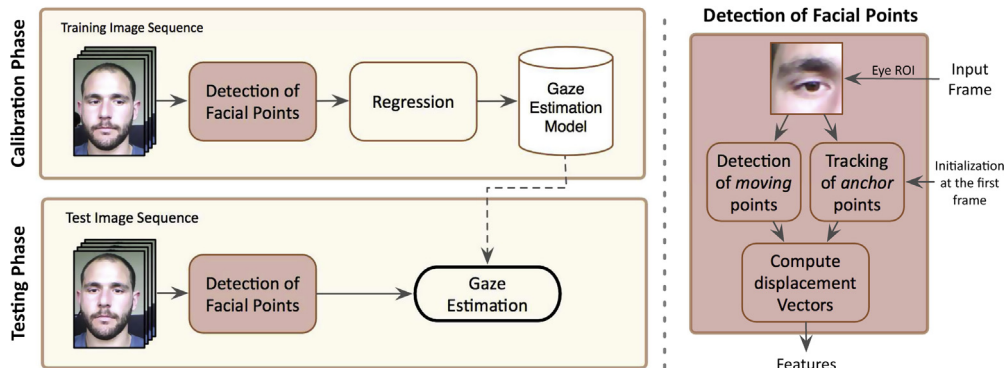 Calibration Phase
Training Image Sequence
Detection of
Facial Points
Regression
Gaze
Estimation
Model
Testing Phase
Test Image Sequence
Detection of
Facial Points
Gaze
Estimation
Detection of Facial Points
Eye ROI
Input
Frame
Detection
of moving
points
Tracking
of anchor
points
Initialization
at the first
frame
Compute
displacement
Vectors
Features